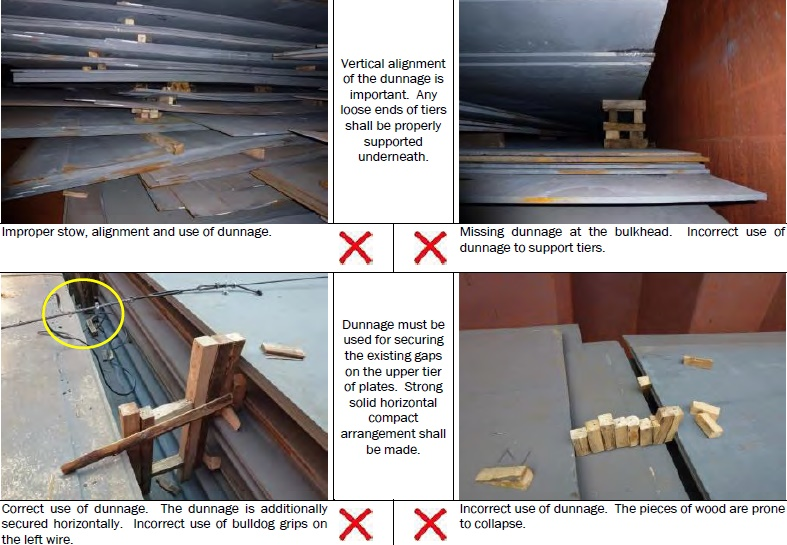 Vertical alignment
of the dunnage is
important. Any
loose ends of tiers
shall be properly
supported
underneath.
Improper stow, alignment and use of dunnage.
Missing dunnage at the bulkhead. Incorrect use of
dunnage to support tiers.
Dunnage must be
used for securing
the existing gaps
on the upper tier
of plates. Strong
solid horizontal
compact
arrangement shall
be made.
Correct use of dunnage. The dunnage is additionally
secured horizontally. Incorrect use of bulldog grips on
the left wire.
Incorrect use of dunnage. The pieces of wood are prone
to collapse.